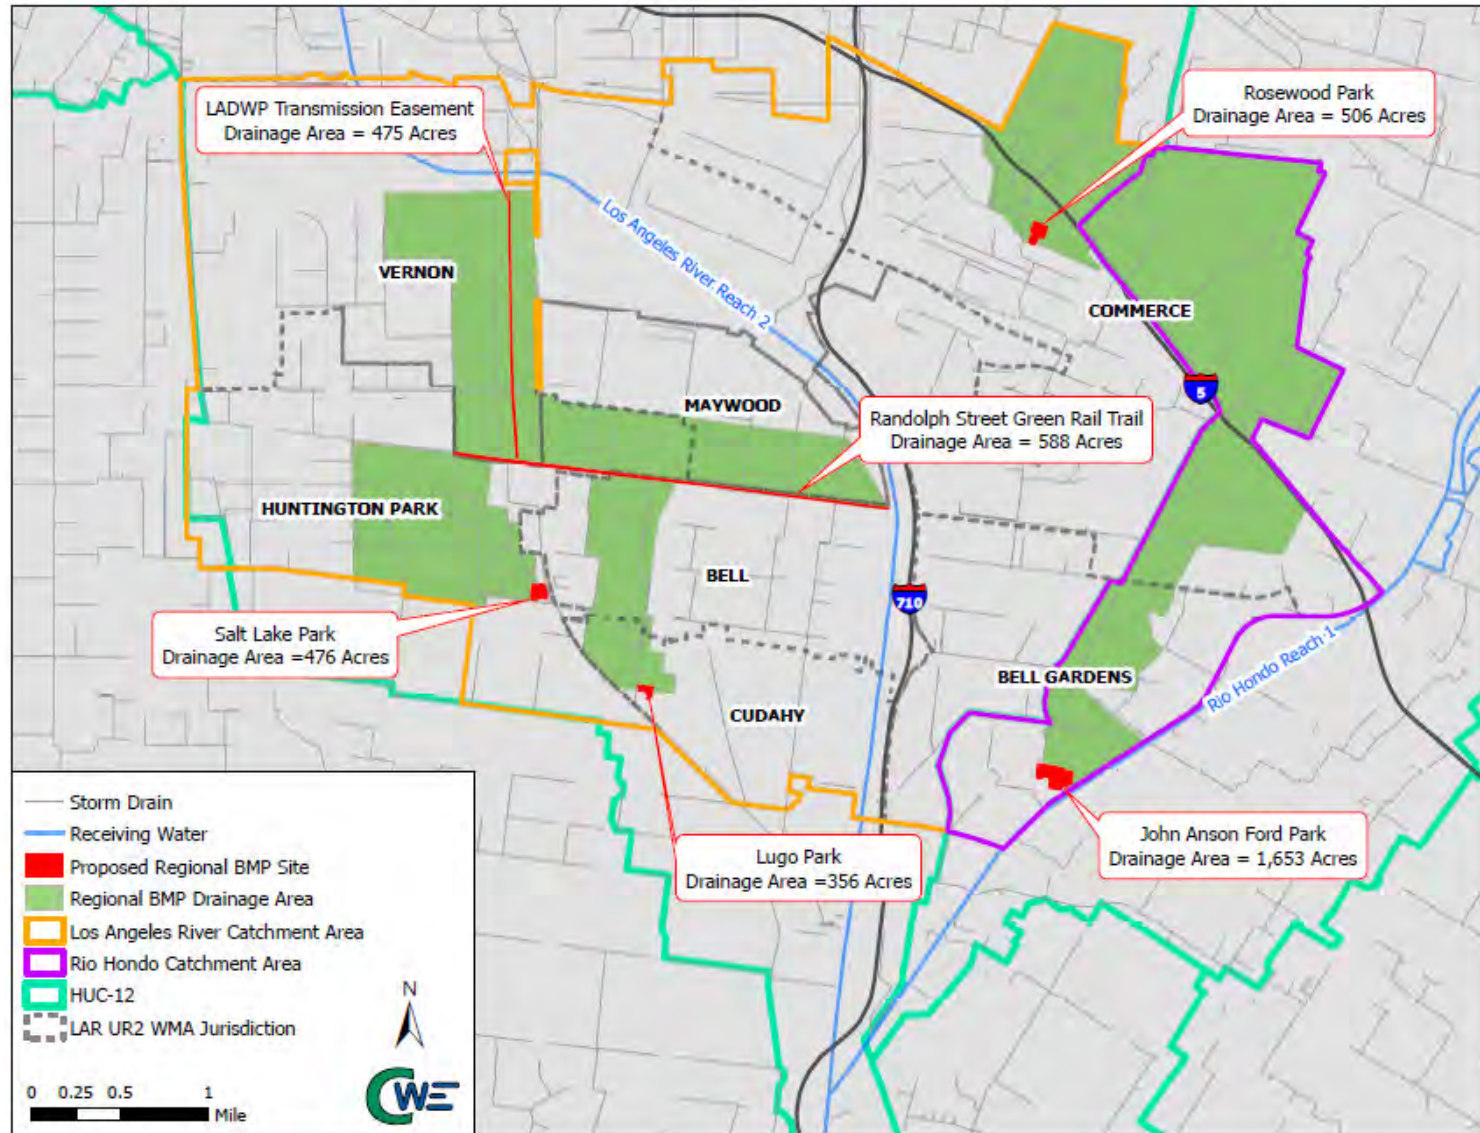 LADWP Transmission Easement
Drainage Area = 475 Acres
Rosewood Park
Drainage Area = 506 Acres
Los Angeles River Reach 2
VERNON
COMMERCE
5
MAYWOOD
Randolph Street Green Rail Trail
Drainage Area = 588 Acres
HUNTINGTON PARK
BELL
710
Salt Lake Park
Drainage Area =476 Acres
BELL GARDENS
Rio Hondo Reach 1
CUDAHY
Lugo Park
Drainage Area =356 Acres
John Anson Ford Park
Drainage Area = 1,653 Acres
Storm Drain
Receiving Water
Proposed Regional BMP Site
Regional BMP Drainage Area
Los Angeles River Catchment Area
Rio Hondo Catchment Area
HUC-12
LAR UR2 WMA Jurisdiction
N
0 0.25 0.5 1
Mile
CWE